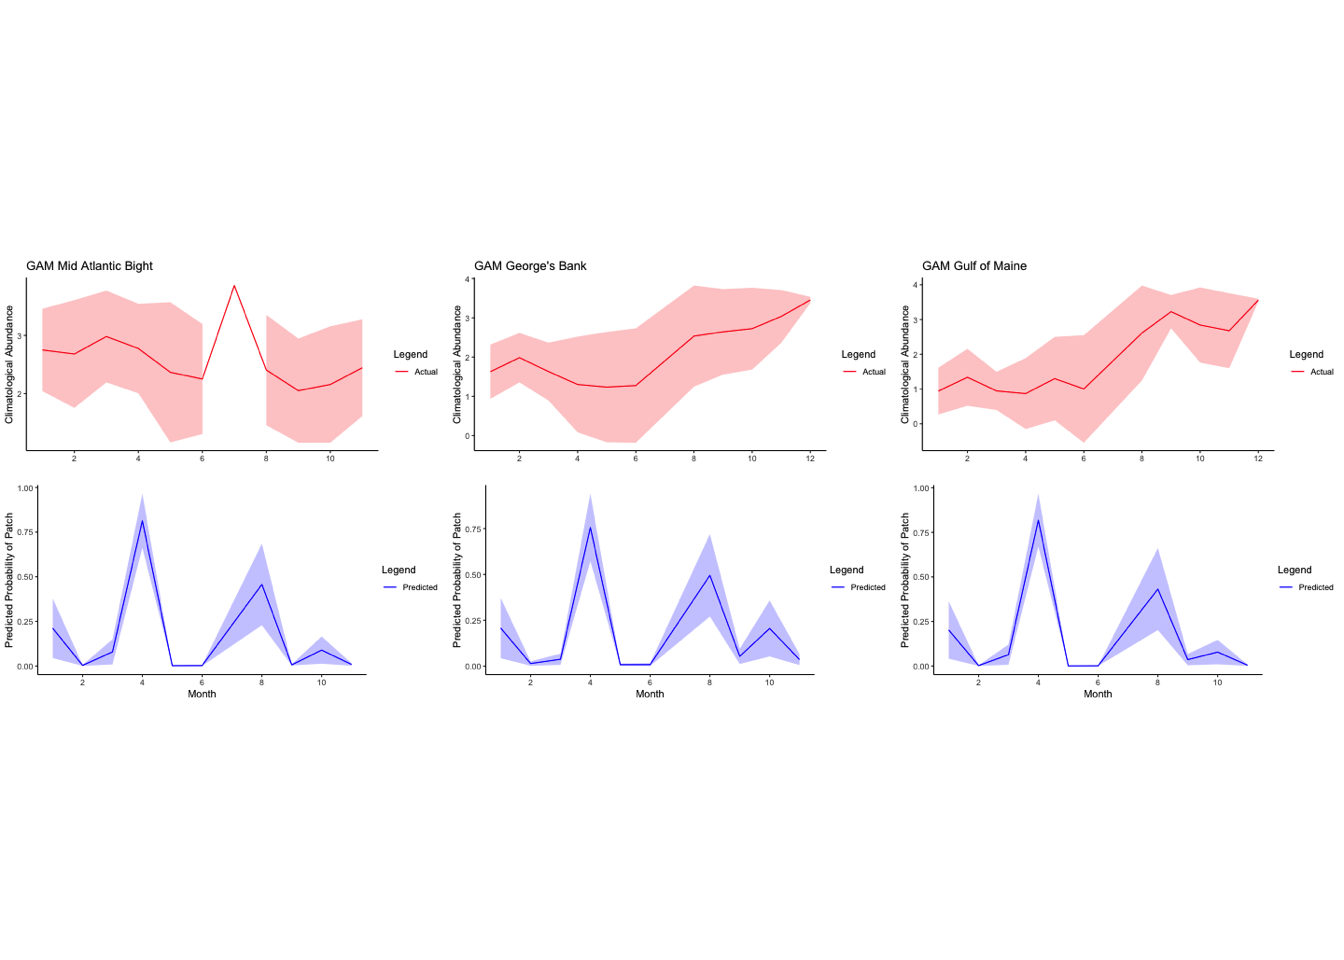 GAM Mid Atlantic Bight
Climatological Abundance
3
2
2
4
6
8
10
Legend
Actual
GAM George's Bank
Climatological Abundance
4
3
2
1
0
2
4
6
8
10
12
Legend
Actual
GAM Gulf of Maine
Climatological Abundance
4
3
2
1
0
2
4
6
8
10
12
Legend
Actual
Predicted Probability of Patch
1.00
0.75
0.50
0.25
0.00
2
4
6
8
10
Month
Legend
Predicted
Predicted Probability of Patch
0.75
0.50
0.25
0.00
2
4
6
8
10
Month
Legend
Predicted
Predicted Probability of Patch
1.00
0.75
0.50
0.25
0.00
2
4
6
8
10
Month
Legend
Predicted